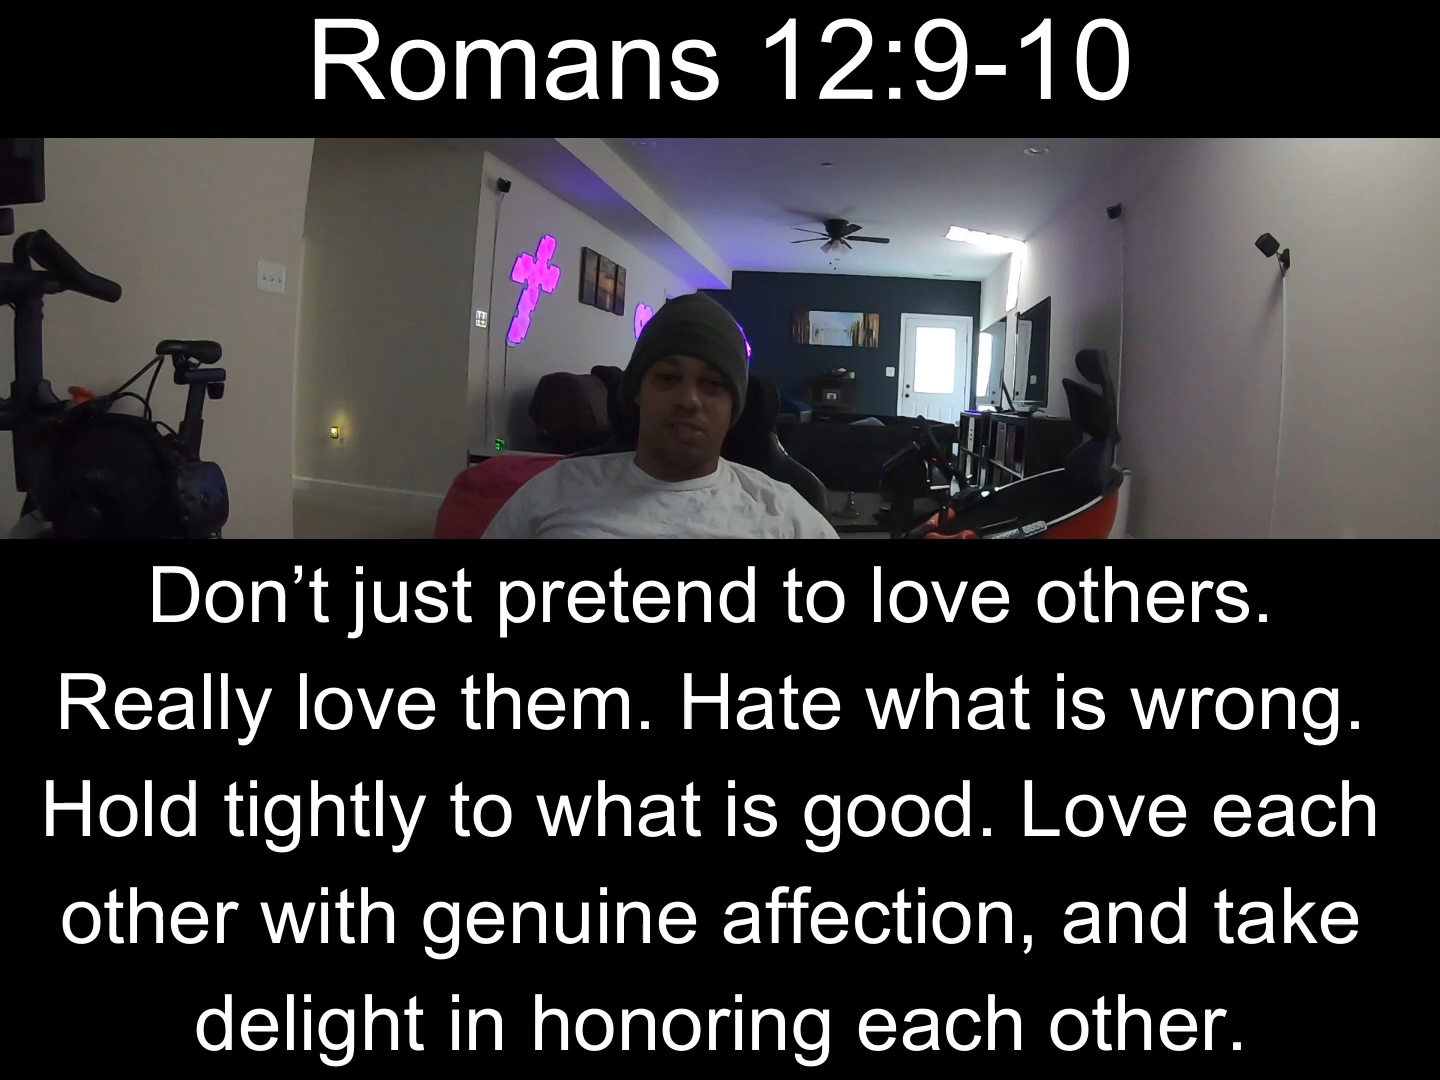 Romans 12:9-10
Don’t just pretend to love others.
Really love them. Hate what is wrong.
Hold tightly to what is good. Love each
other with genuine affection, and take
delight in honoring each other.